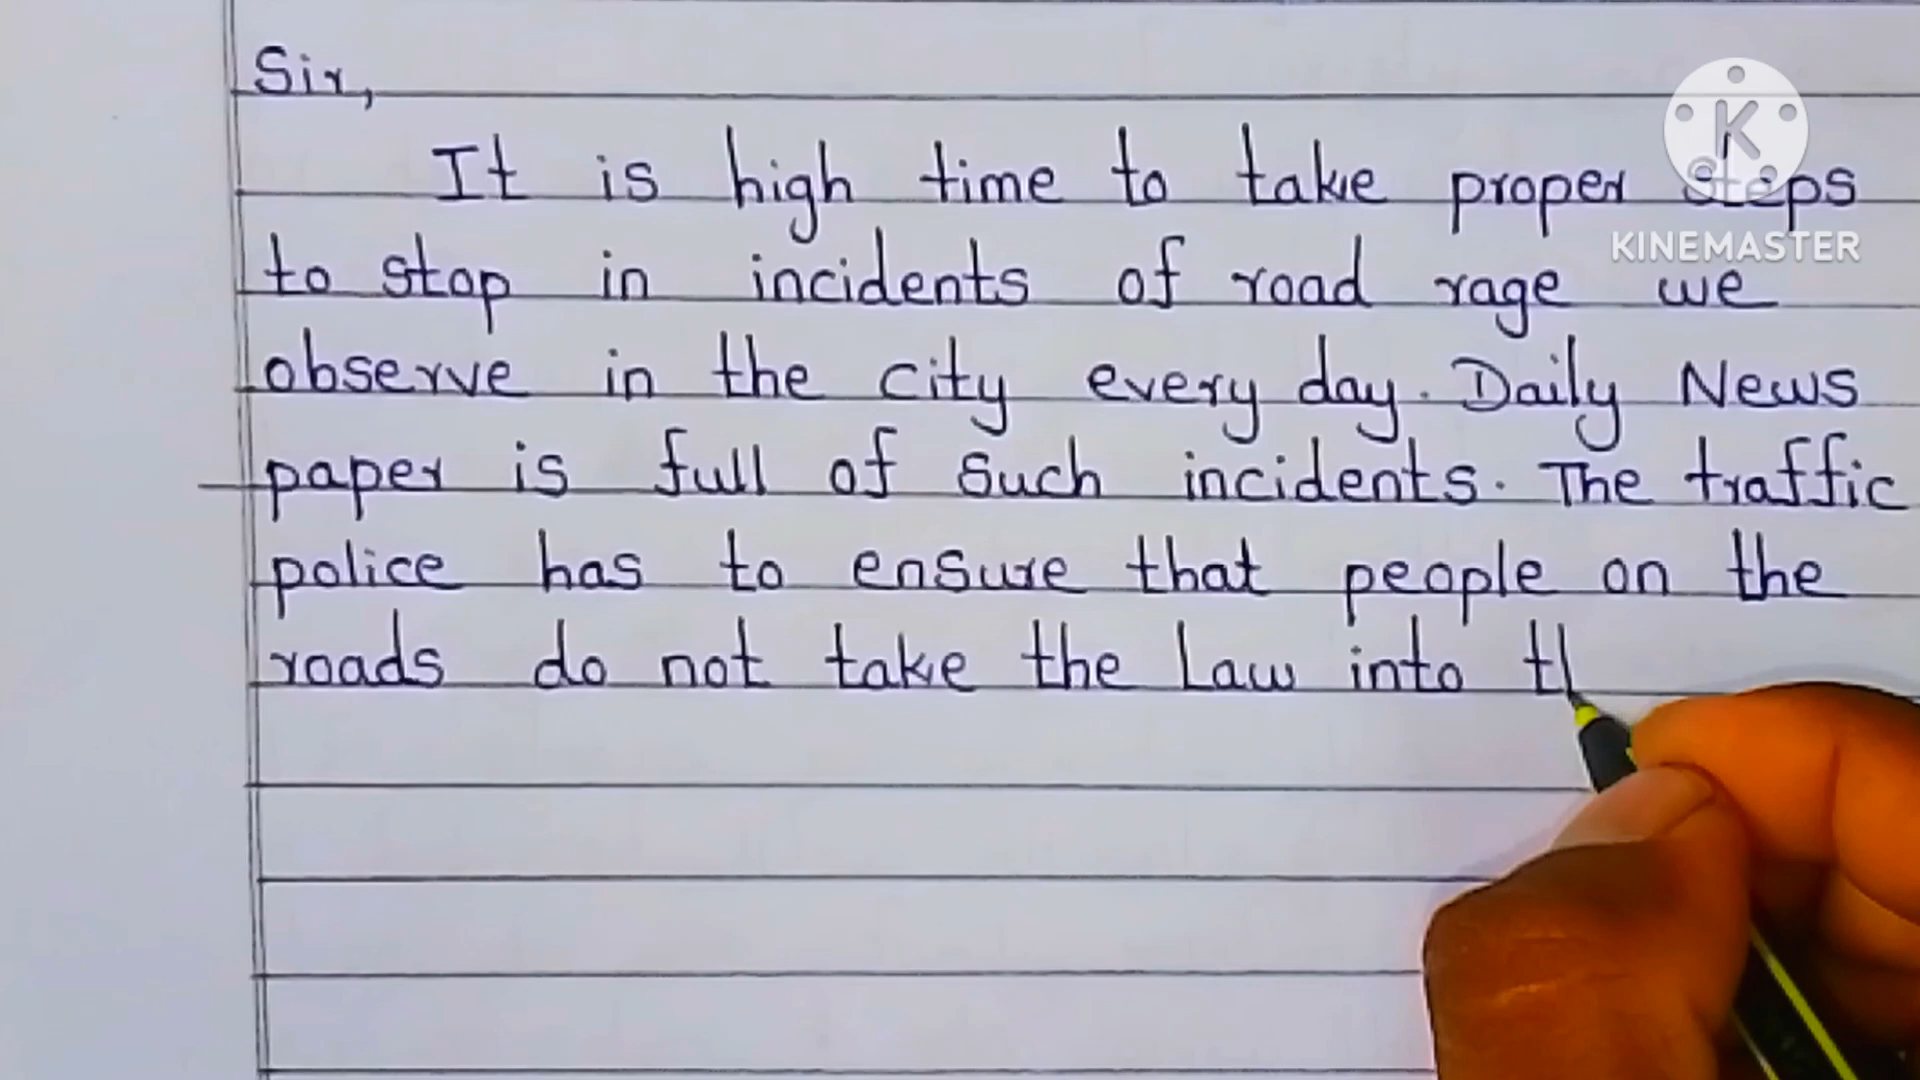 Sir,
It is high time to take proper steps
KINEMASTER
to stop in incidents of road rage we
observe in the city every day. Daily News
paper is full of such incidents. The traffic
police has to ensure that people on the
roads do not take the Law into th